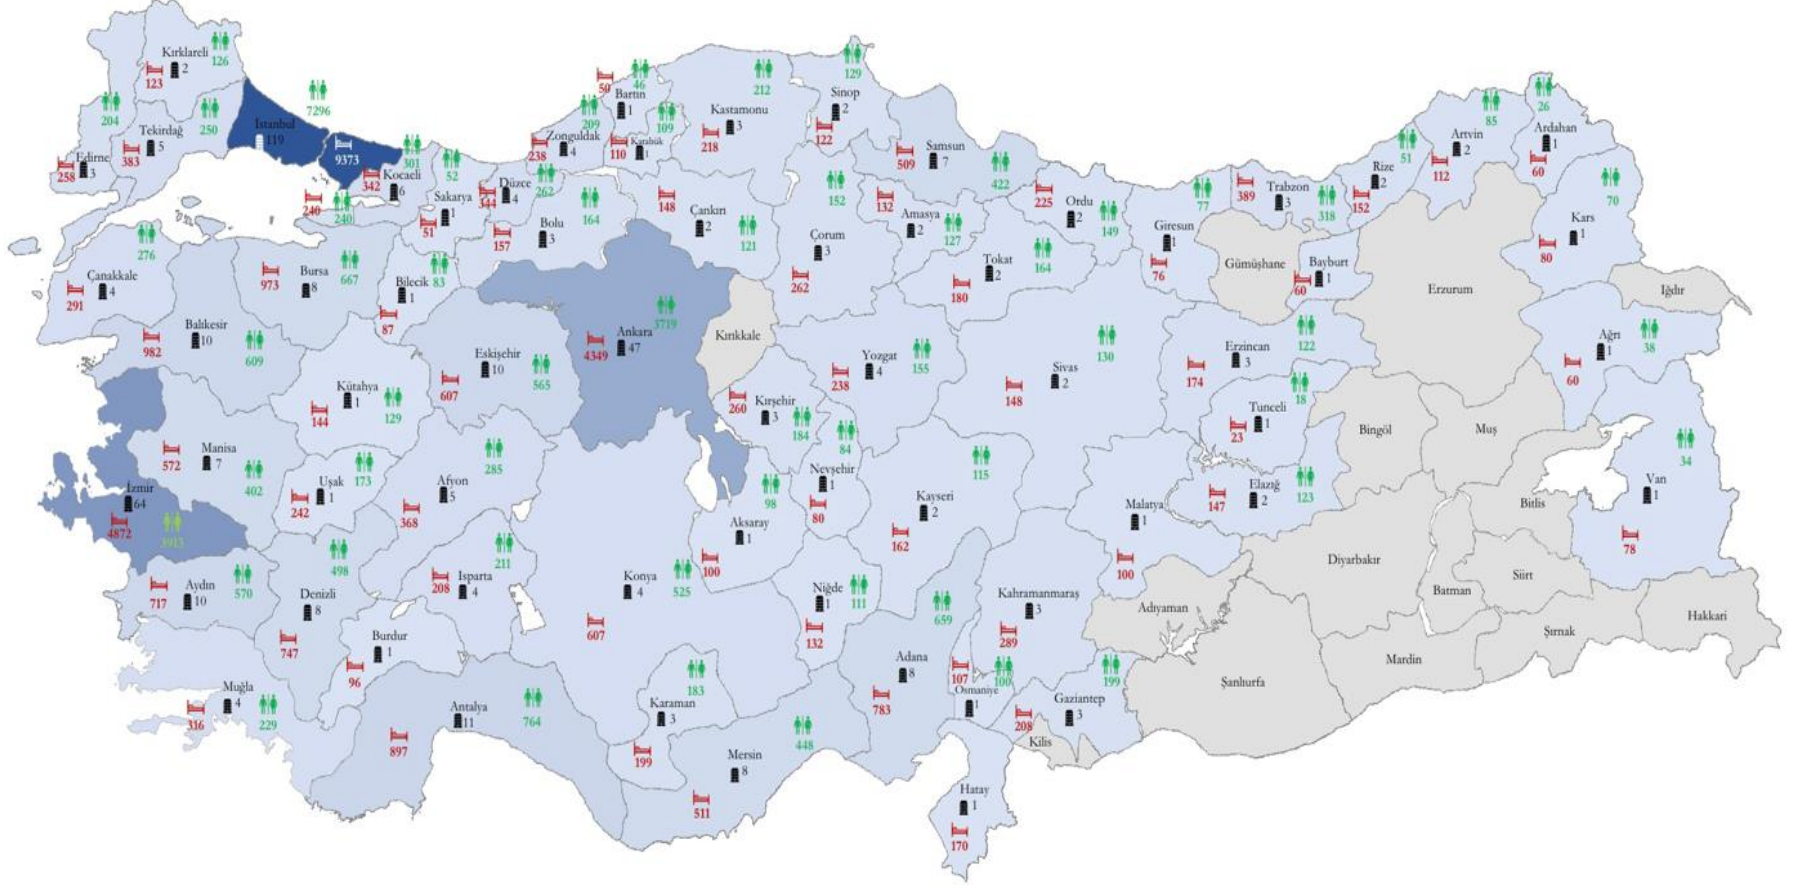 Kırklareli
2
126
123
204
Tekirdağ
5
250
383
Edirne
3
258
İstanbul
119
7296
9373
301
Kocaeli
6
342
240
240
52
Sakarya
1
51
Düzce
4
344
262
Bolu
3
157
164
Zonguldak
4
209
238
50
46
Bartın
1
109
Karabük
1
110
Kastamonu
3
212
218
129
Sinop
2
122
Samsun
7
509
422
148
Çankırı
2
121
152
Çorum
3
262
132
Amasya
2
127
Tokat
2
164
180
225
Ordu
2
149
77
Giresun
1
76
389
Trabzon
3
318
51
Rize
2
152
85
Artvin
2
112
26
Ardahan
1
60
70
Kars
1
80
Gümüşhane
Bayburt
1
60
Erzurum
Iğdır
276
Çanakkale
4
291
973
Bursa
8
667
83
Bilecik
1
87
Balıkesir
10
982
609
Eskişehir
10
607
565
3719
Ankara
47
4349
Kırıkkale
Yozgat
4
238
155
130
Sivas
2
148
122
Erzincan
3
174
Ağrı
1
38
60
Kütahya
1
144
129
260
Kırşehir
3
184
84
Nevşehir
1
80
18
Tunceli
1
23
Bingöl
Muş
Manisa
7
572
402
173
Uşak
1
242
285
Afyon
5
368
115
Kayseri
2
162
Malatya
1
100
Elazığ
2
147
123
34
Van
1
78
Bitlis
İzmir
64
4872
3915
98
Aksaray
1
100
498
Denizli
8
747
211
Isparta
4
208
Konya
4
525
607
570
Aydın
10
717
Niğde
1
111
132
659
Adana
8
783
Kahramanmaraş
3
289
Adıyaman
Diyarbakır
Batman
Siirt
Şırnak
Hakkari
Mardin
Şanlıurfa
Burdur
1
96
Muğla
4
316
229
Antalya
11
764
897
183
Karaman
3
199
448
Mersin
8
511
107
100
Osmaniye
1
199
Gaziantep
3
208
Kilis
Hatay
1
170